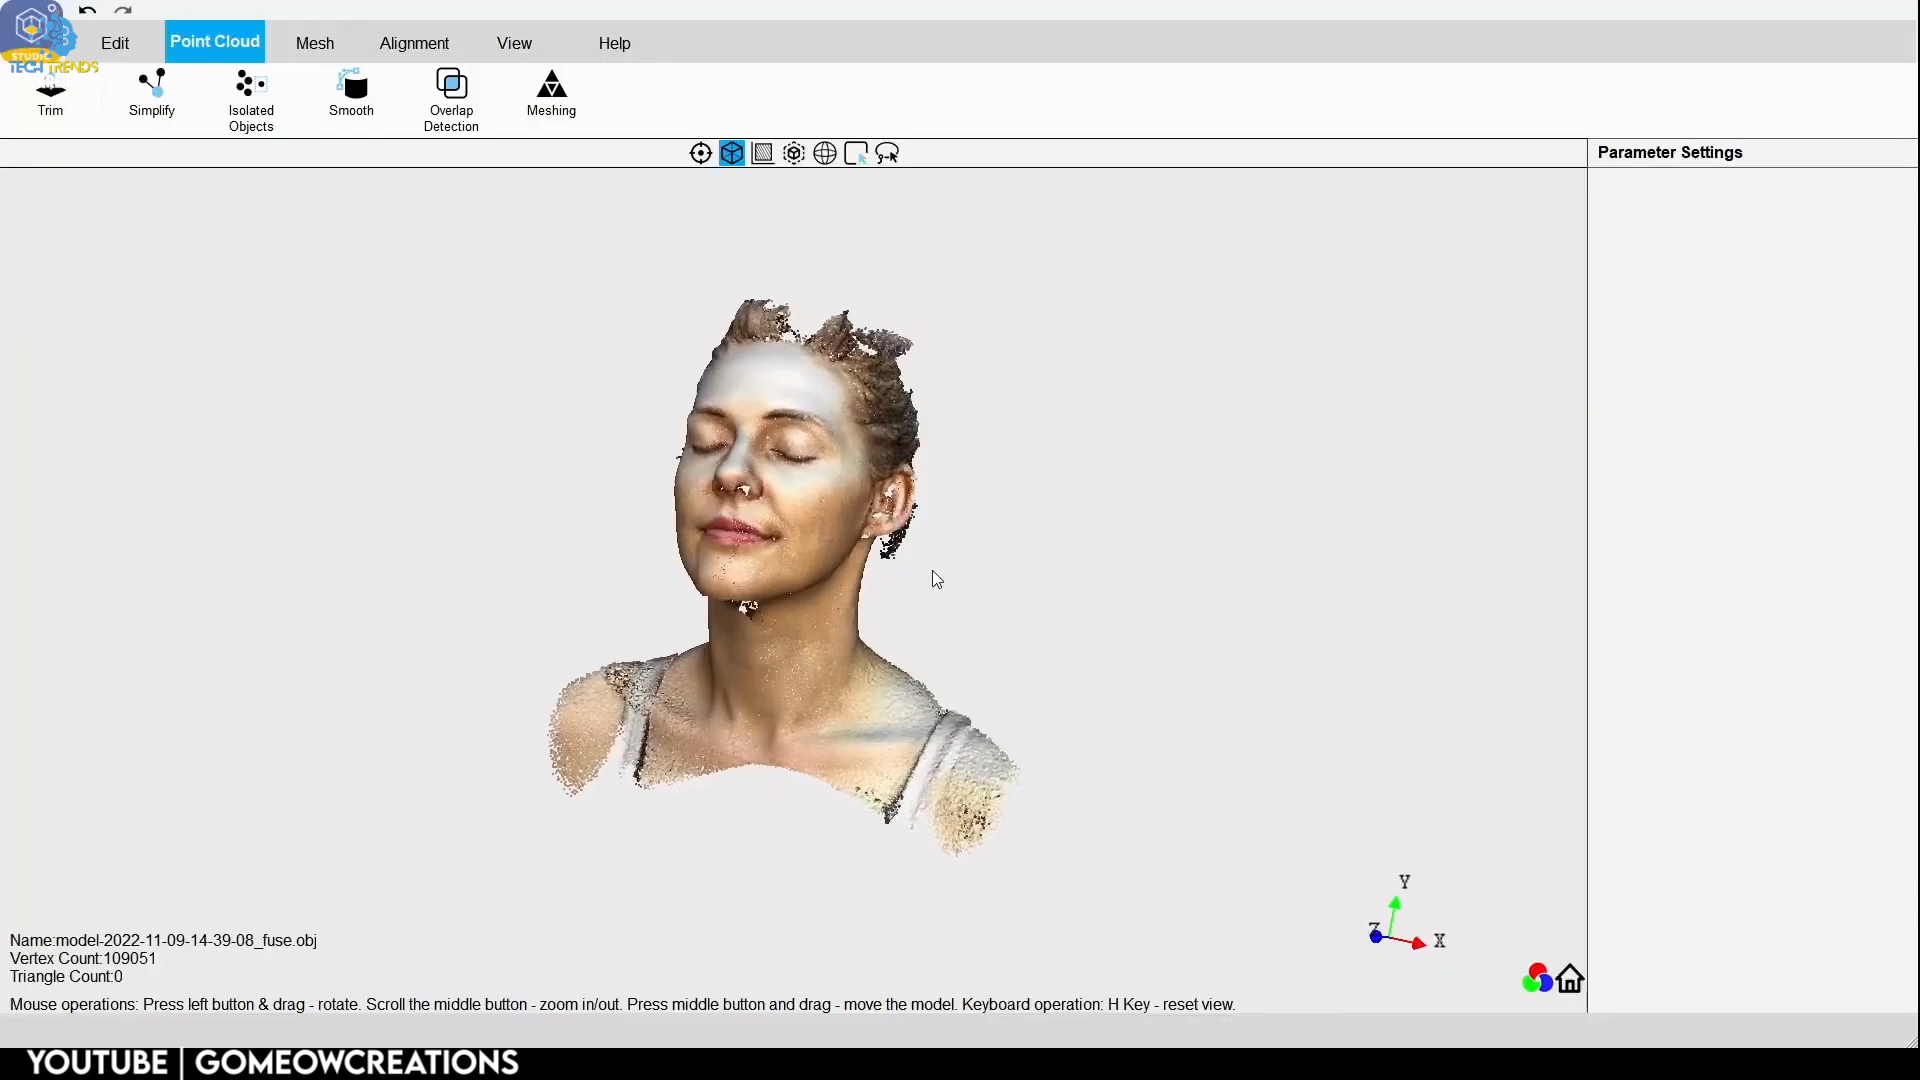 STUDIO
TECH TRENDS
Edit
Point Cloud
Mesh
Alignment
View
Help
Trim
Simplify
Isolated
Objects
Smooth
Overlap
Detection
Meshing
Parameter Settings
Y
Z
X
Name:model-2022-11-09-14-39-08_fuse.obj
Vertex Count:109051
Triangle Count:0
Mouse operations: Press left button & drag - rotate. Scroll the middle button - zoom in/out. Press middle button and drag - move the model. Keyboard operation: H Key - reset view.
YOUTUBE | GOMEOWCREATIONS